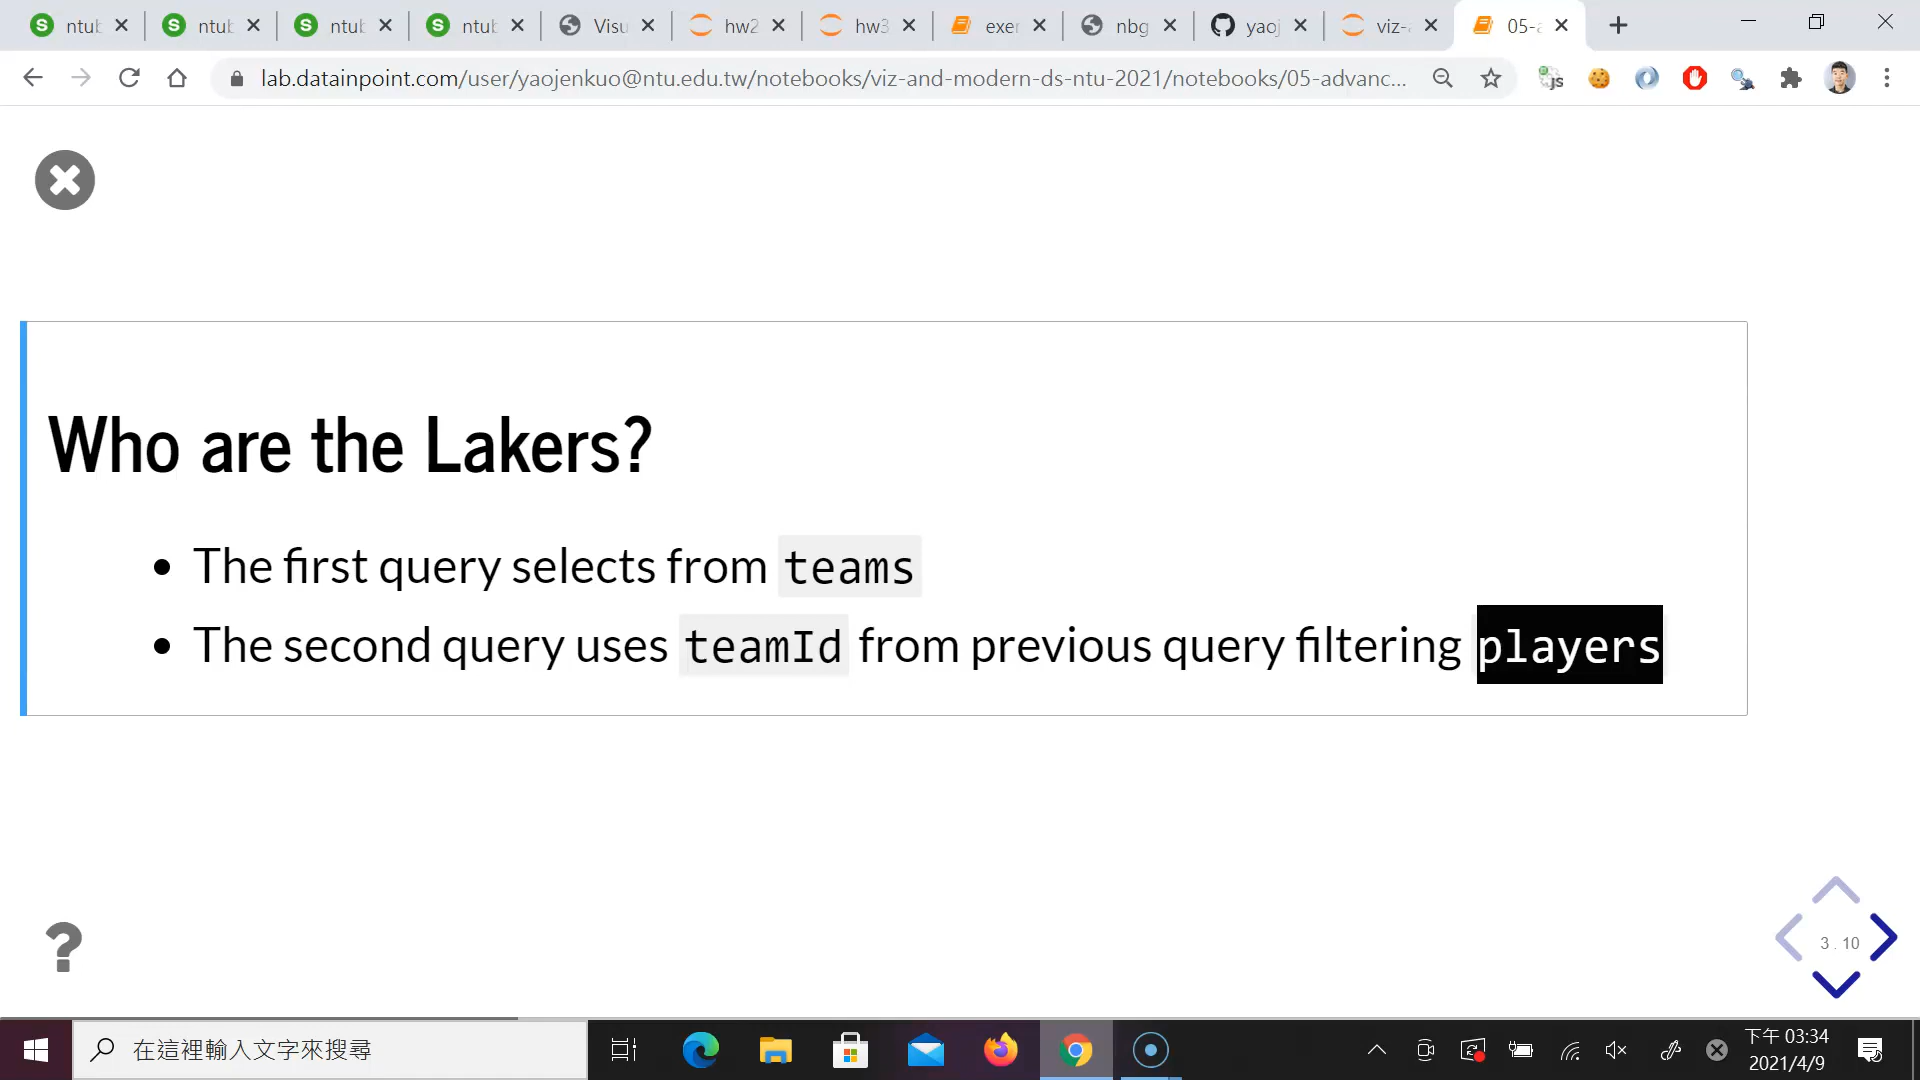 ntub
ntub
ntub
ntub
Visu
hw2
hw3
exer
nbg
yaoj
viz-a
05-a
lab.datainpoint.com/user/yaojenkuo@ntu.edu.tw/notebooks/viz-and-modern-ds-ntu-2021/notebooks/05-advanc...
Who are the Lakers?
The first query selects from teams
The second query uses teamId from previous query filtering players
3 . 10
在這裡輸入文字來搜尋
下午 03:34
2021/4/9